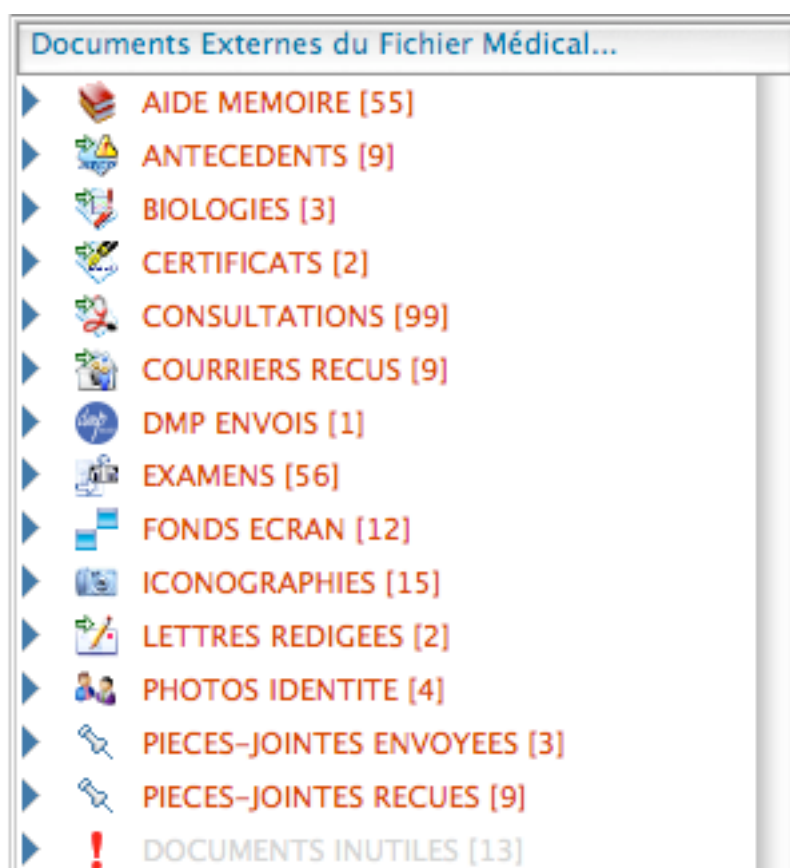 Documents Externes du Fichier Médical...
AIDE MEMOIRE [55]
ANTECEDENTS [9]
BIOLOGIES [3]
CERTIFICATS [2]
CONSULTATIONS [99]
COURRIERS RECUS [9]
dmp DMP ENVOIS [1]
EXAMENS [56]
FONDS ECRAN [12]
ICONOGRAPHIES [15]
LETTRES REDIGEES [2]
PHOTOS IDENTITE [4]
PIECES-JOINTES ENVOYEES [3]
PIECES-JOINTES RECUES [9]
DOCUMENTS INUTILES [13]